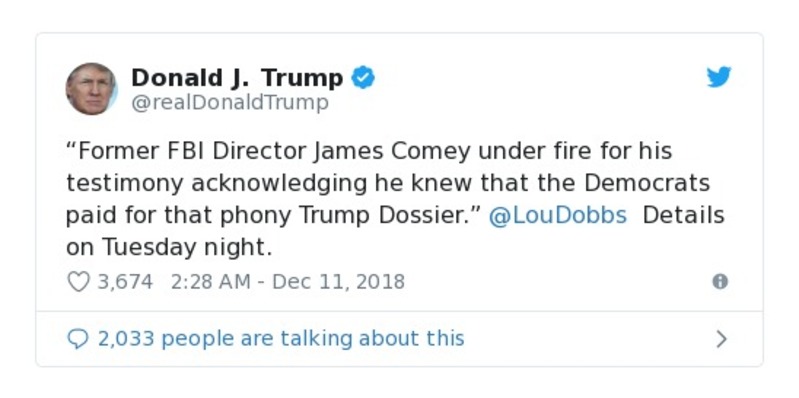 Donald J. Trump
@realDonaldTrump
“Former FBI Director James Comey under fire for his
testimony acknowledging he knew that the Democrats
paid for that phony Trump Dossier.” @LouDobbs  Details
on Tuesday night.
3,674 2:28 AM - Dec 11, 2018
2,033 people are talking about this